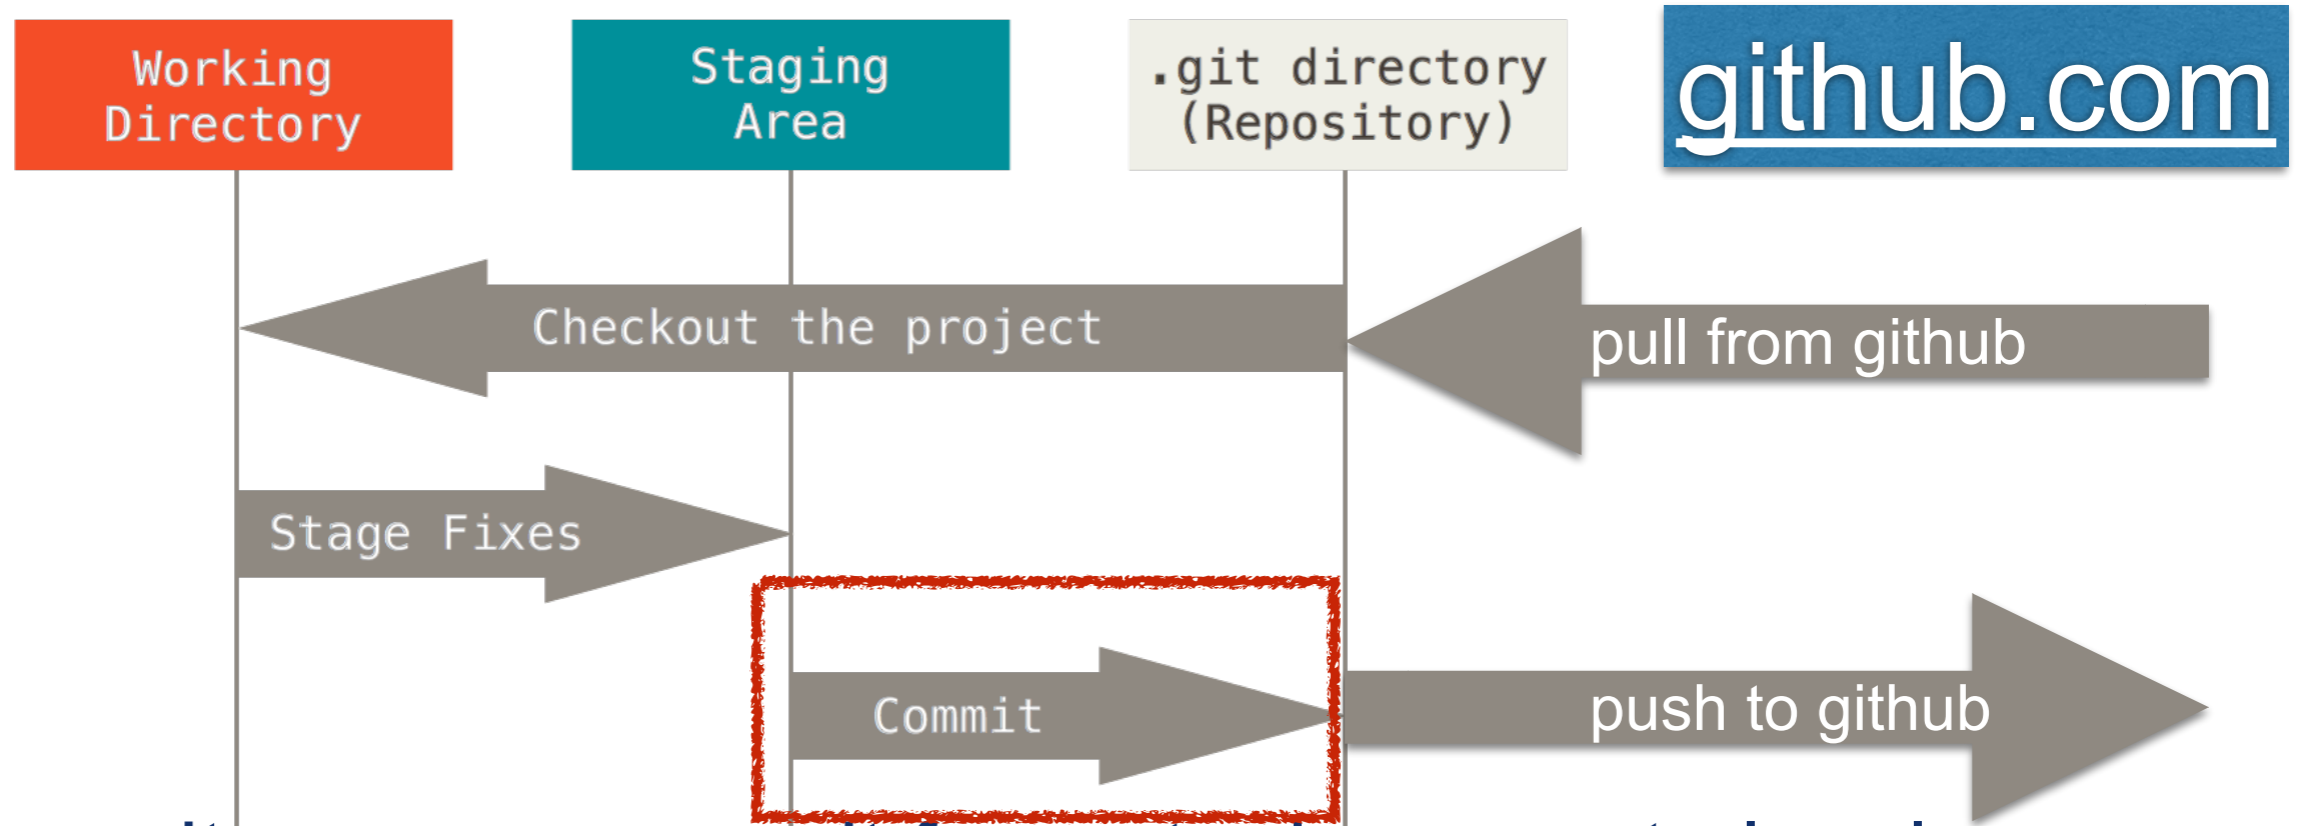 Working
Directory
Staging
Area
.git directory
(Repository)
github.com
Checkout the project
pull from github
Stage Fixes
Commit
push to github